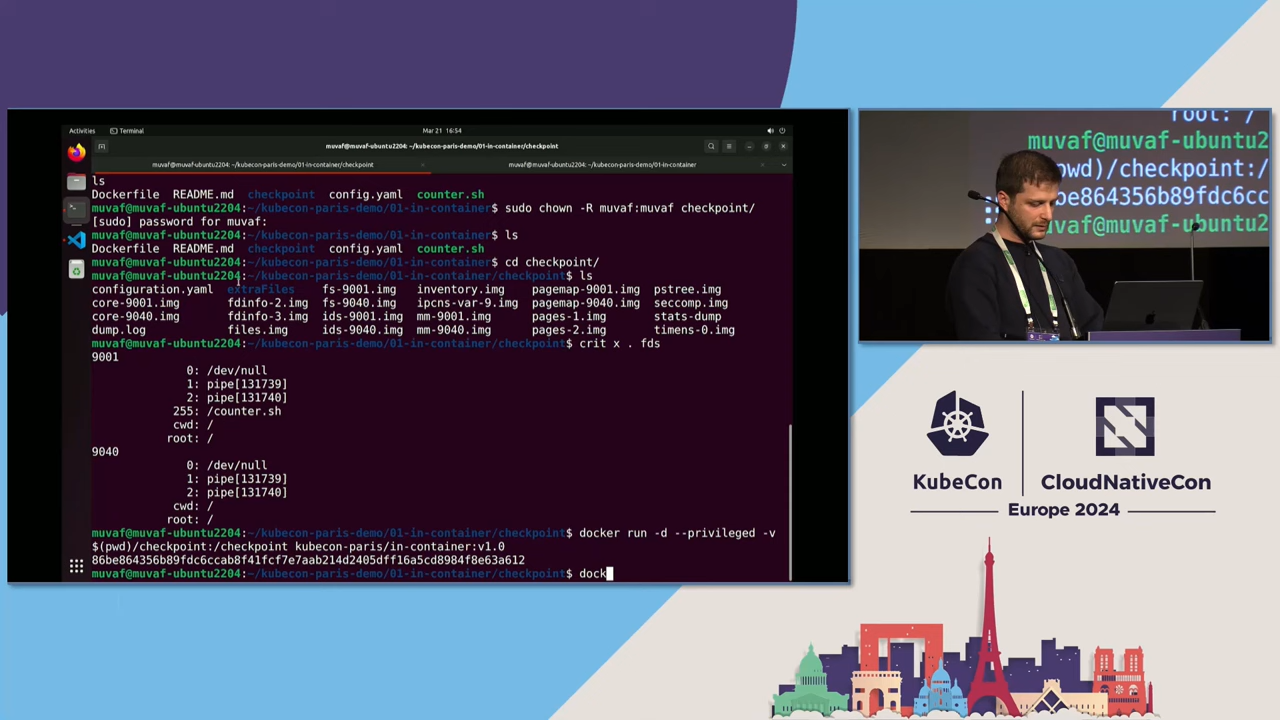 Activities
Terminal
Mar 21 16:54
muvaf@muvaf-ubuntu2204: ~/kubecon-demo/01-in-container/checkpoint
muvaf@muvaf-ubuntu2204: ~/kubecon-paris-demo/01-in-container/checkpoint
muvaf@muvaf-ubuntu2204: ~/kubecon-paris-demo/01-in-container
ls
Dockerfile README.md checkpoint config.yaml counter.sh
muvaf@muvaf-ubuntu2204:~/kubecon-paris-demo/01-in-container$ sudo chown -R muvaf:muvaf checkpoint/
[sudo] password for muvaf:
muvaf@muvaf-ubuntu2204:~/kubecon-paris-demo/01-in-container$ ls
Dockerfile README.md checkpoint config.yaml counter.sh
muvaf@muvaf-ubuntu2204:~/kubecon-paris-demo/01-in-container$ cd checkpoint/
muvaf@muvaf-ubuntu2204:~/kubecon-paris-demo/01-in-container/checkpoint$ ls
configuration.yaml extraFiles fs-9001.img inventory.img pagemap-9001.img pstree.img
core-9001.img fdinfo-2.img fs-9040.img ipcns-var-9.img pagemap-9040.img seccomp.img
core-9040.img fdinfo-3.img ids-9001.img mm-9001.img pages-1.img stats-dump
dump.log files.img ids-9040.img mm-9040.img pages-2.img timens-0.img
muvaf@muvaf-ubuntu2204:~/kubecon-paris-demo/01-in-container/checkpoint$ crit x . fds
9001
0: /dev/null
1: pipe[131739]
2: pipe[131740]
255: /counter.sh
cwd: /
root: /
9040
0: /dev/null
1: pipe[131739]
2: pipe[131740]
cwd: /
root: /
muvaf@muvaf-ubuntu2204:~/kubecon-paris-demo/01-in-container/checkpoint$ docker run -d --privileged -v
$(pwd)/checkpoint:/checkpoint kubecon-paris/in-container:v1.0
86be864356b89fdc6ccab8f41fcf7e7aab214d2405dff16a5cd8984f8e63a612
muvaf@muvaf-ubuntu2204:~/kubecon-paris-demo/01-in-container/checkpoint$ dock
root: /
muvaf@muvaf-ubuntu2
(pwd)/checkpoint:/
be864356b89fdc6cc
uvaf@muvaf-ubuntu2
KubeCon
CloudNativeCon
Europe 2024